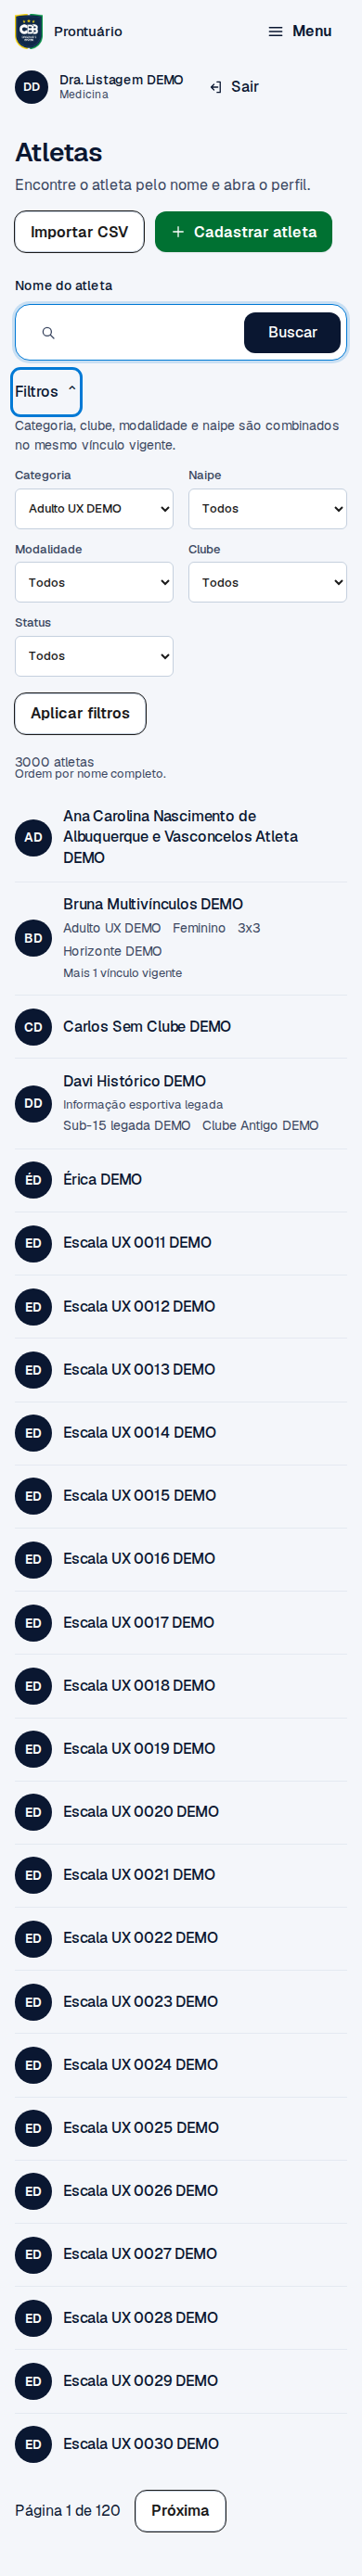 CBB
Prontuário
Menu
DD
Dra. Listagem DEMO
Medicina
Sair
Atletas
Encontre o atleta pelo nome e abra o perfil.
Importar CSV
Cadastrar atleta
Nome do atleta
Buscar
Filtros
Categoria, clube, modalidade e naipe são combinados
no mesmo vínculo vigente.
Categoria
Naipe
Adulto UX DEMO
Todos
Modalidade
Clube
Todos
Todos
Status
Todos
Aplicar filtros
3000 atletas
Ordem por nome completo.
AD
Ana Carolina Nascimento de
Albuquerque e Vasconcelos Atleta
DEMO
BD
Bruna Multivínculos DEMO
Adulto UX DEMO Feminino 3x3
Horizonte DEMO
Mais 1 vínculo vigente
CD
Carlos Sem Clube DEMO
DD
Davi Histórico DEMO
Informação esportiva legada
Sub-15 legada DEMO Clube Antigo DEMO
ÉD
Érica DEMO
ED
Escala UX 0011 DEMO
ED
Escala UX 0012 DEMO
ED
Escala UX 0013 DEMO
ED
Escala UX 0014 DEMO
ED
Escala UX 0015 DEMO
ED
Escala UX 0016 DEMO
ED
Escala UX 0017 DEMO
ED
Escala UX 0018 DEMO
ED
Escala UX 0019 DEMO
ED
Escala UX 0020 DEMO
ED
Escala UX 0021 DEMO
ED
Escala UX 0022 DEMO
ED
Escala UX 0023 DEMO
ED
Escala UX 0024 DEMO
ED
Escala UX 0025 DEMO
ED
Escala UX 0026 DEMO
ED
Escala UX 0027 DEMO
ED
Escala UX 0028 DEMO
ED
Escala UX 0029 DEMO
ED
Escala UX 0030 DEMO
Página 1 de 120
Próxima